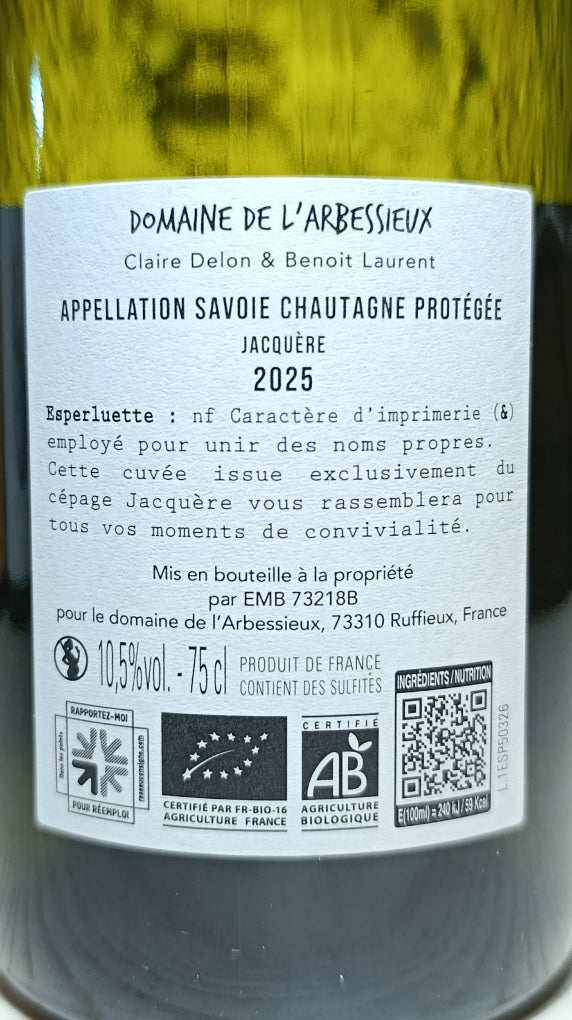 DOMAINE DE L'ARBESSIEUX
Claire Delon & Benoit Laurent
APPELLATION SAVOIE CHAUTAGNE PROTÉGÉE
JACQUÈRE
2025
Esperluette : nf Caractère d'imprimerie (&)
employé pour unir des noms propres.
Cette cuvée issue exclusivement du
cépage Jacquère vous rassemblera pour
tous vos moments de convivialité.
Mis en bouteille à la propriété
par EMB 73218B
pour le domaine de l'Arbessieux, 73310 Ruffieux, France
10,5%vol. - 75 cl
PRODUIT DE FRANCE
CONTIENT DES SULFITES
RAPPORTEZ-MOI
POUR RÉEMPLOI
CERTIFIÉ PAR FR-BIO-16
AGRICULTURE FRANCE
CERTIFIÉ
AB
AGRICULTURE
BIOLOGIQUE
INGRÉDIENTS / NUTRITION
E(100ml) = 240 kJ / 59 Kcal
L1ESP50326